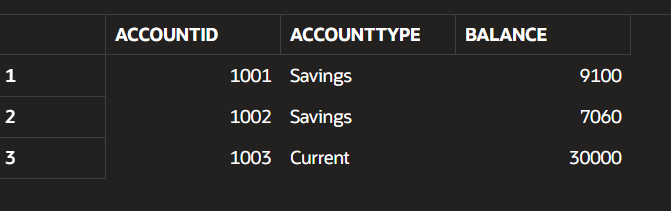 ACCOUNTID ACCOUNTTYPE BALANCE
1 1001 Savings 9100
2 1002 Savings 7060
3 1003 Current 30000